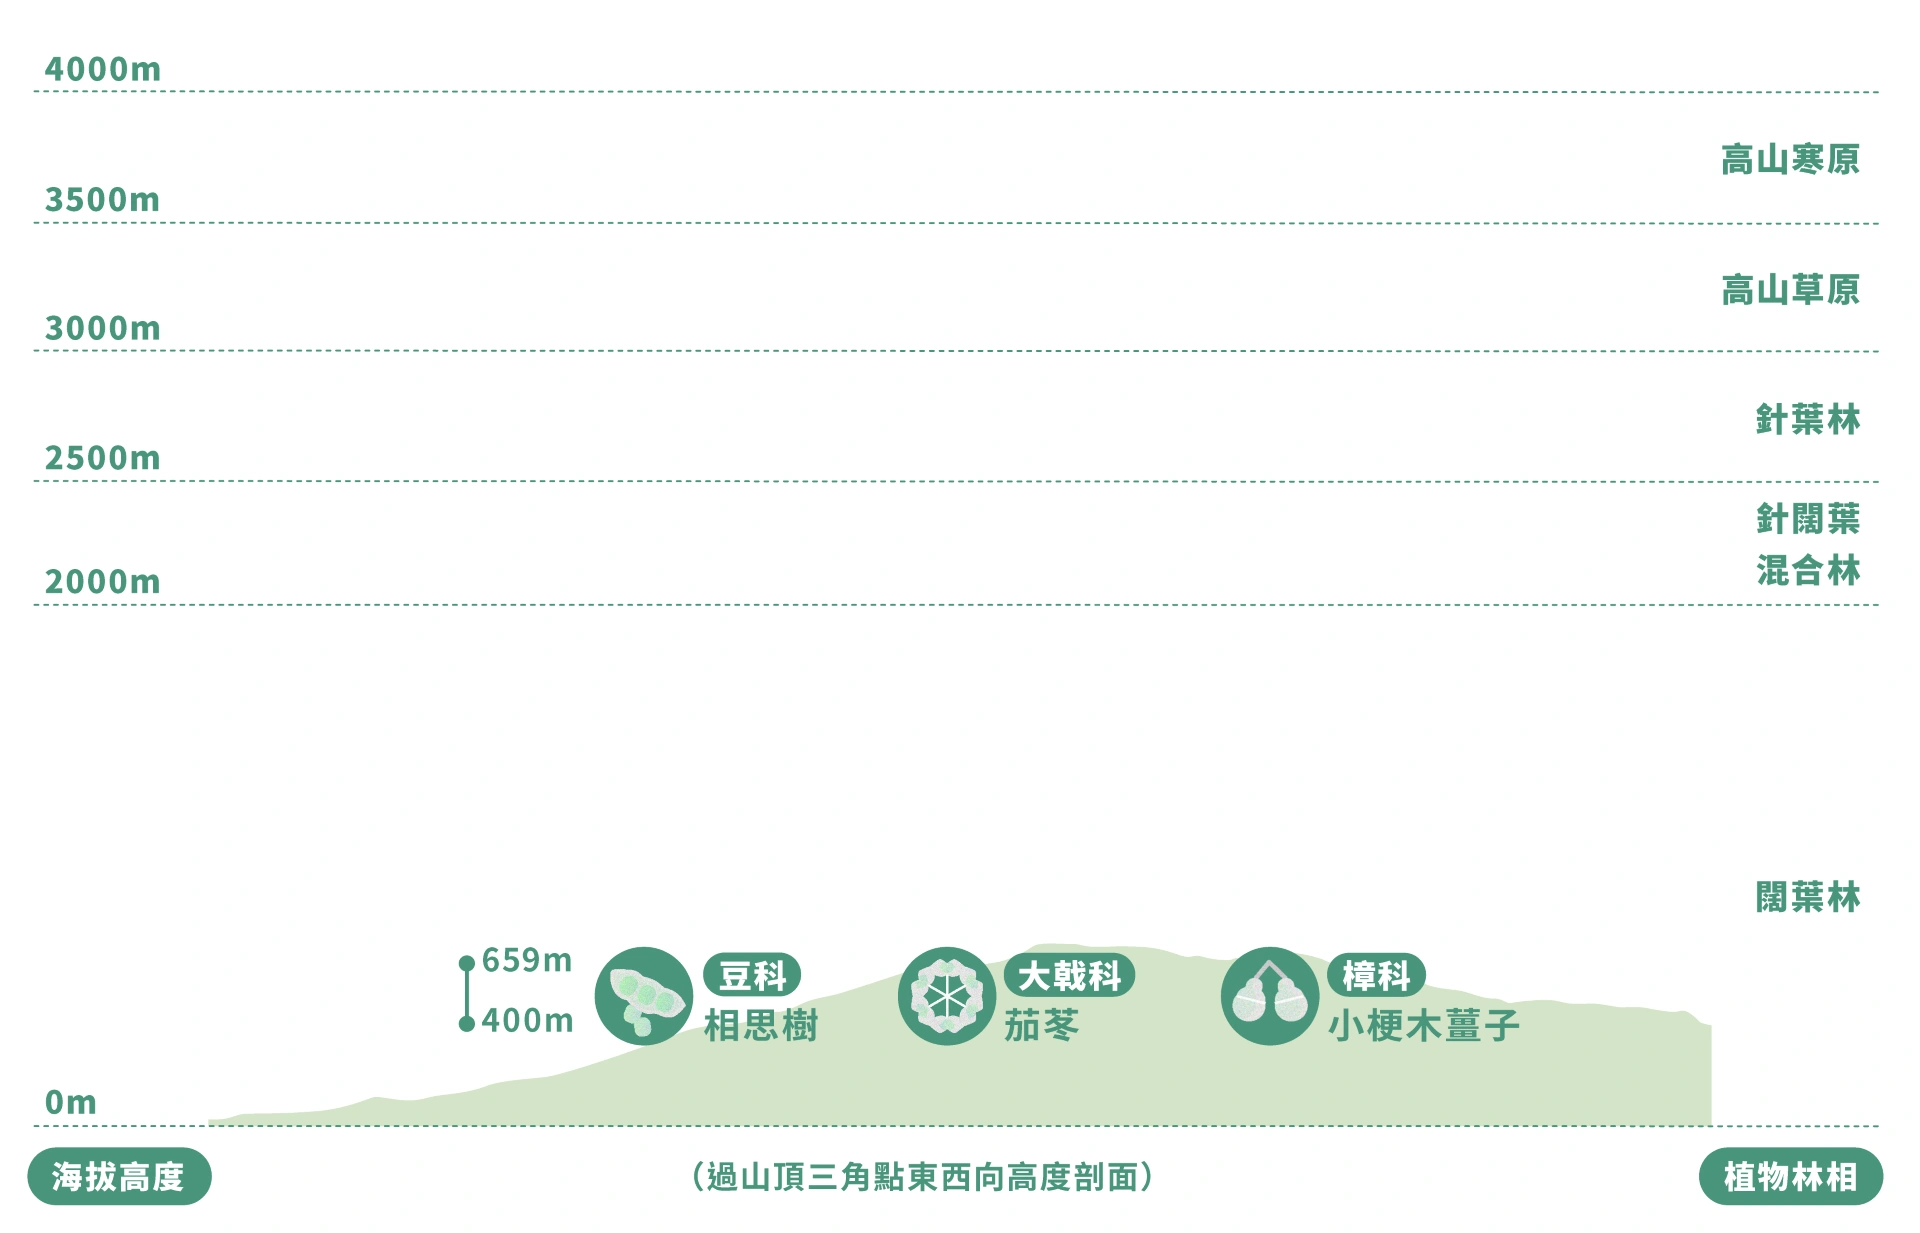 4000m
高山寒原
3500m
高山草原
3000m
針葉林
2500m
針闊葉
混合林
2000m
闊葉林
659m
400m
豆科
相思樹
大戟科
茄苳
樟科
小梗木薑子
0m
海拔高度
（過山頂三角點東西向高度剖面）
植物林相